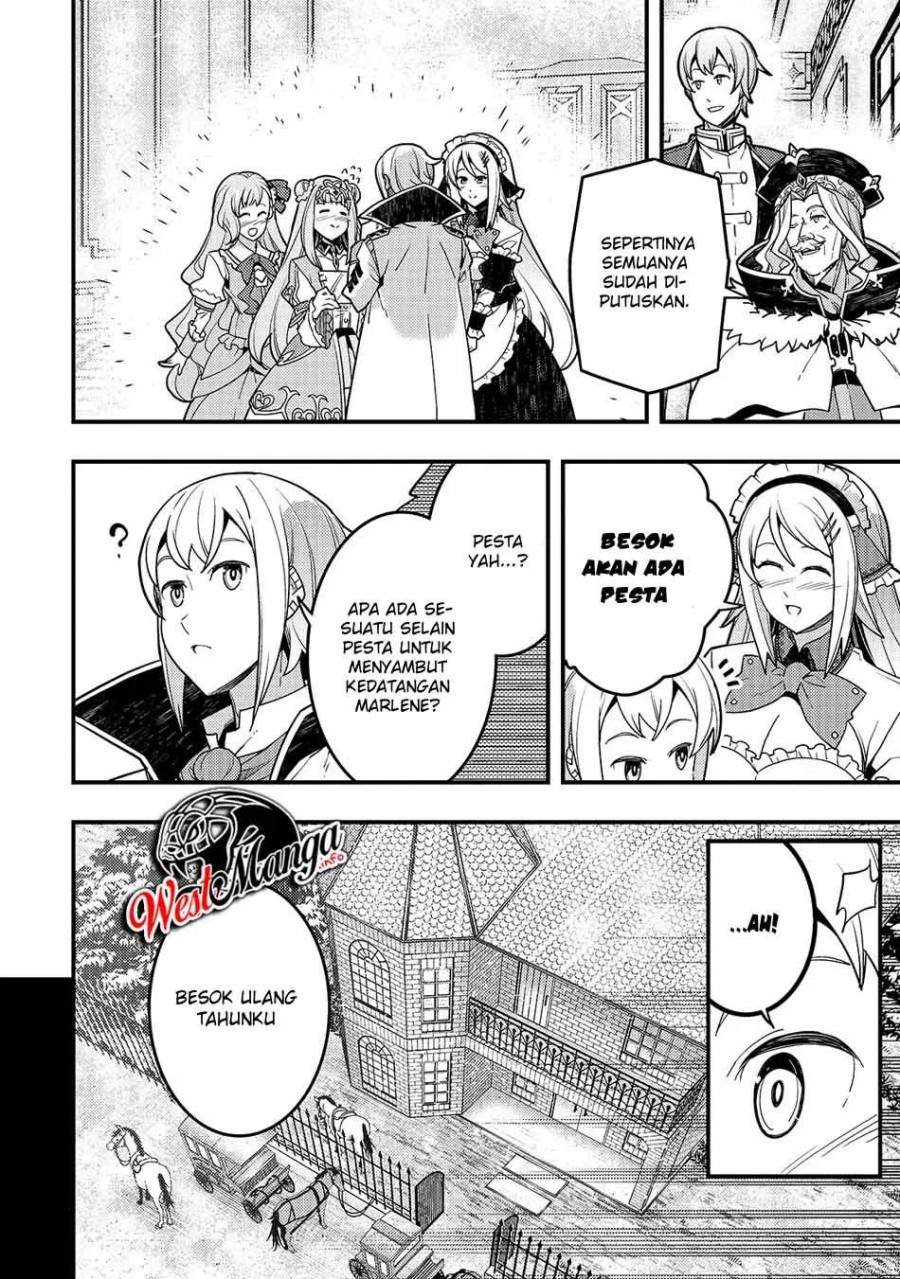 SEPERTINYA
SEMUANYA
SUDAH DI-
PUTUSKAN.
BESOK
AKAN ADA
PESTA
PESTA
YAH...?
APA ADA SE-
SUATU SELAIN
PESTA UNTUK
MENYAMBUT
KEDATANGAN
MARLENE?
?
...AH!
WestManga
.info
BESOK ULANG
TAHUNKU